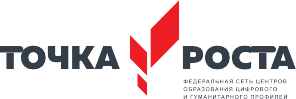 ТОЧКА РОСТА
ФЕДЕРАЛЬНАЯ СЕТЬ ЦЕНТРОВ
ОБРАЗОВАНИЯ ЦИФРОВОГО
И ГУМАНИТАРНОГО ПРОФИЛЕЙ